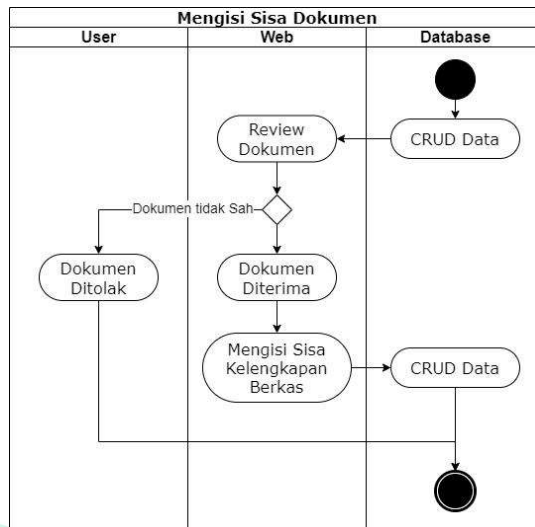 Mengisi Sisa Dokumen
User
Web
Database
Review
Dokumen
CRUD Data
Dokumen tidak Sah
Dokumen
Ditolak
Dokumen
Diterima
Mengisi Sisa
Kelengkapan
Berkas
CRUD Data